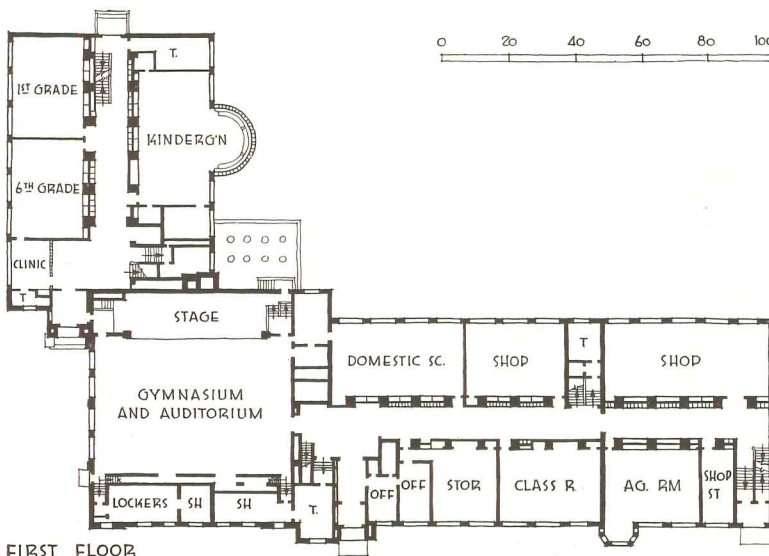 0 20 40 60 80 100
T.
1ST GRADE
KINDERG'N
6TH GRADE
CLINIC
T
STAGE
DOMESTIC SC.
SHOP
T.
SHOP
GYMNASIUM
AND AUDITORIUM
LOCKERS
SH
SH
T.
OFF
OFF
STOR
CLASS R.
AG. RM
SHOP
ST
FIRST FLOOR